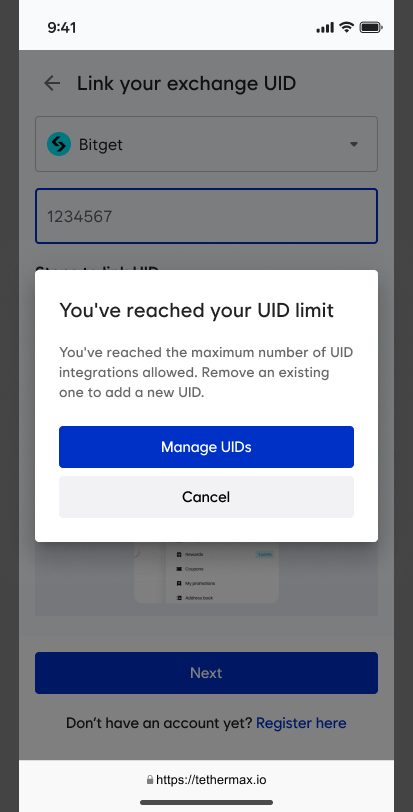 9:41
Link your exchange UID
Bitget
1234567
You've reached your UID limit
You've reached the maximum number of UID
integrations allowed. Remove an existing
one to add a new UID.
Manage UIDs
Cancel
Rewards
Coupons
My promotions
Address book
Next
Don’t have an account yet? Register here
https://tethermax.io